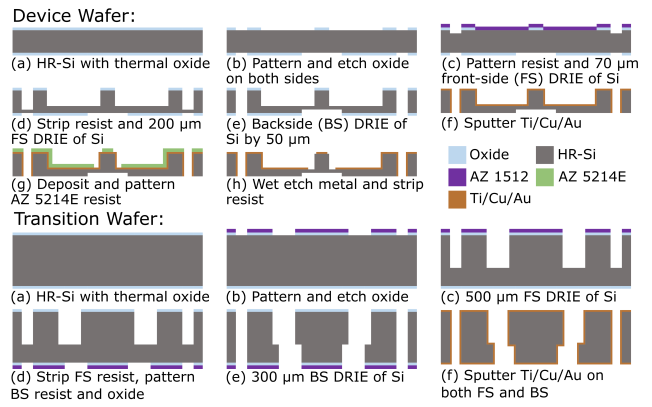 Device Wafer:
(a) HR-Si with thermal oxide
(b) Pattern and etch oxide
on both sides
(c) Pattern resist and 70 μm
front-side (FS) DRIE of Si
(d) Strip resist and 200 μm
FS DRIE of Si
(e) Backside (BS) DRIE of
Si by 50 μm
(f) Sputter Ti/Cu/Au
(g) Deposit and pattern
AZ 5214E resist
(h) Wet etch metal and strip
resist
Oxide
HR-Si
AZ 1512
AZ 5214E
Ti/Cu/Au
Transition Wafer:
(a) HR-Si with thermal oxide
(b) Pattern and etch oxide
(c) 500 μm FS DRIE of Si
(d) Strip FS resist, pattern
BS resist and oxide
(e) 300 μm BS DRIE of Si
(f) Sputter Ti/Cu/Au on
both FS and BS